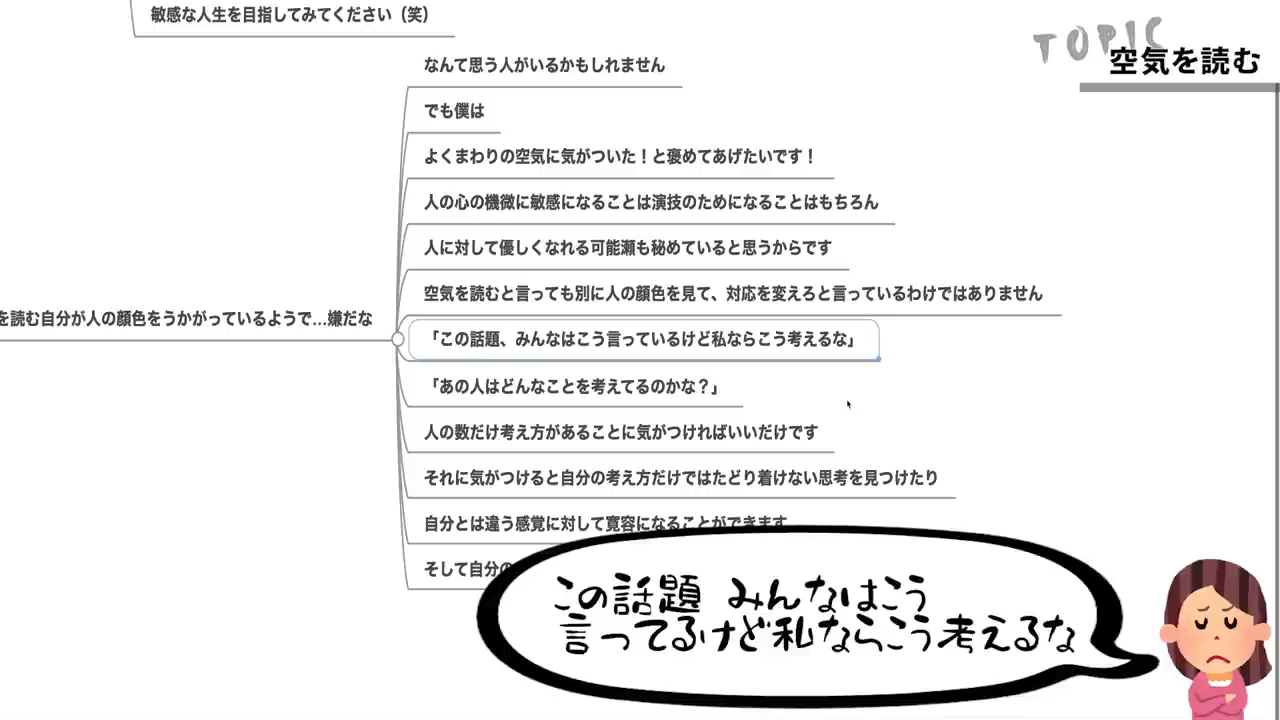 敏感な人生を目指してみてください（笑）
TOPIC
空気を読む
なんて思う人がいるかもしれません
でも僕は
よくまわりの空気に気がついた！と褒めてあげたいです！
人の心の機微に敏感になることは演技のためになることはもちろん
人に対して優しくなれる可能瀬も秘めていると思うからです
空気を読むと言っても別に人の顔色を見て、対応を変えろと言っているわけではありません
を読む自分が人の顔色をうかがっているようで…嫌だな
「この話題、みんなはこう言っているけど私ならこう考えるな」
「あの人はどんなことを考えてるのかな？」
人の数だけ考え方があることに気がつければいいだけです
それに気がつけると自分の考え方だけではたどり着けない思考を見つけたり
自分とは違う感覚に対して寛容になることができます
そして自分の
この話題 みんなはこう
言ってるけど私ならこう考えるな